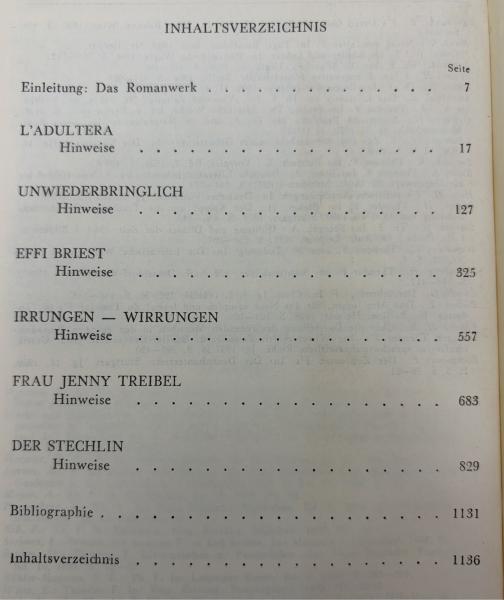 INHALTSVERZEICHNIS
Seite
Einleitung: Das Romanwerk . . . . . . . . . . . . . . 7
L'ADULTERA
Hinweise . . . . . . . . . . . . . . . . . . 17
UNWIEDERBRINGLICH
Hinweise . . . . . . . . . . . . . . . . . . 127
EFFI BRIEST
Hinweise . . . . . . . . . . . . . . . . . . 325
IRRUNGEN — WIRRUNGEN
Hinweise . . . . . . . . . . . . . . . . . . 557
FRAU JENNY TREIBEL
Hinweise . . . . . . . . . . . . . . . . . . 683
DER STECHLIN
Hinweise . . . . . . . . . . . . . . . . . . 829
Bibliographie . . . . . . . . . . . . . . . . . . . . 1131
Inhaltsverzeichnis . . . . . . . . . . . . . . . . . . 1136